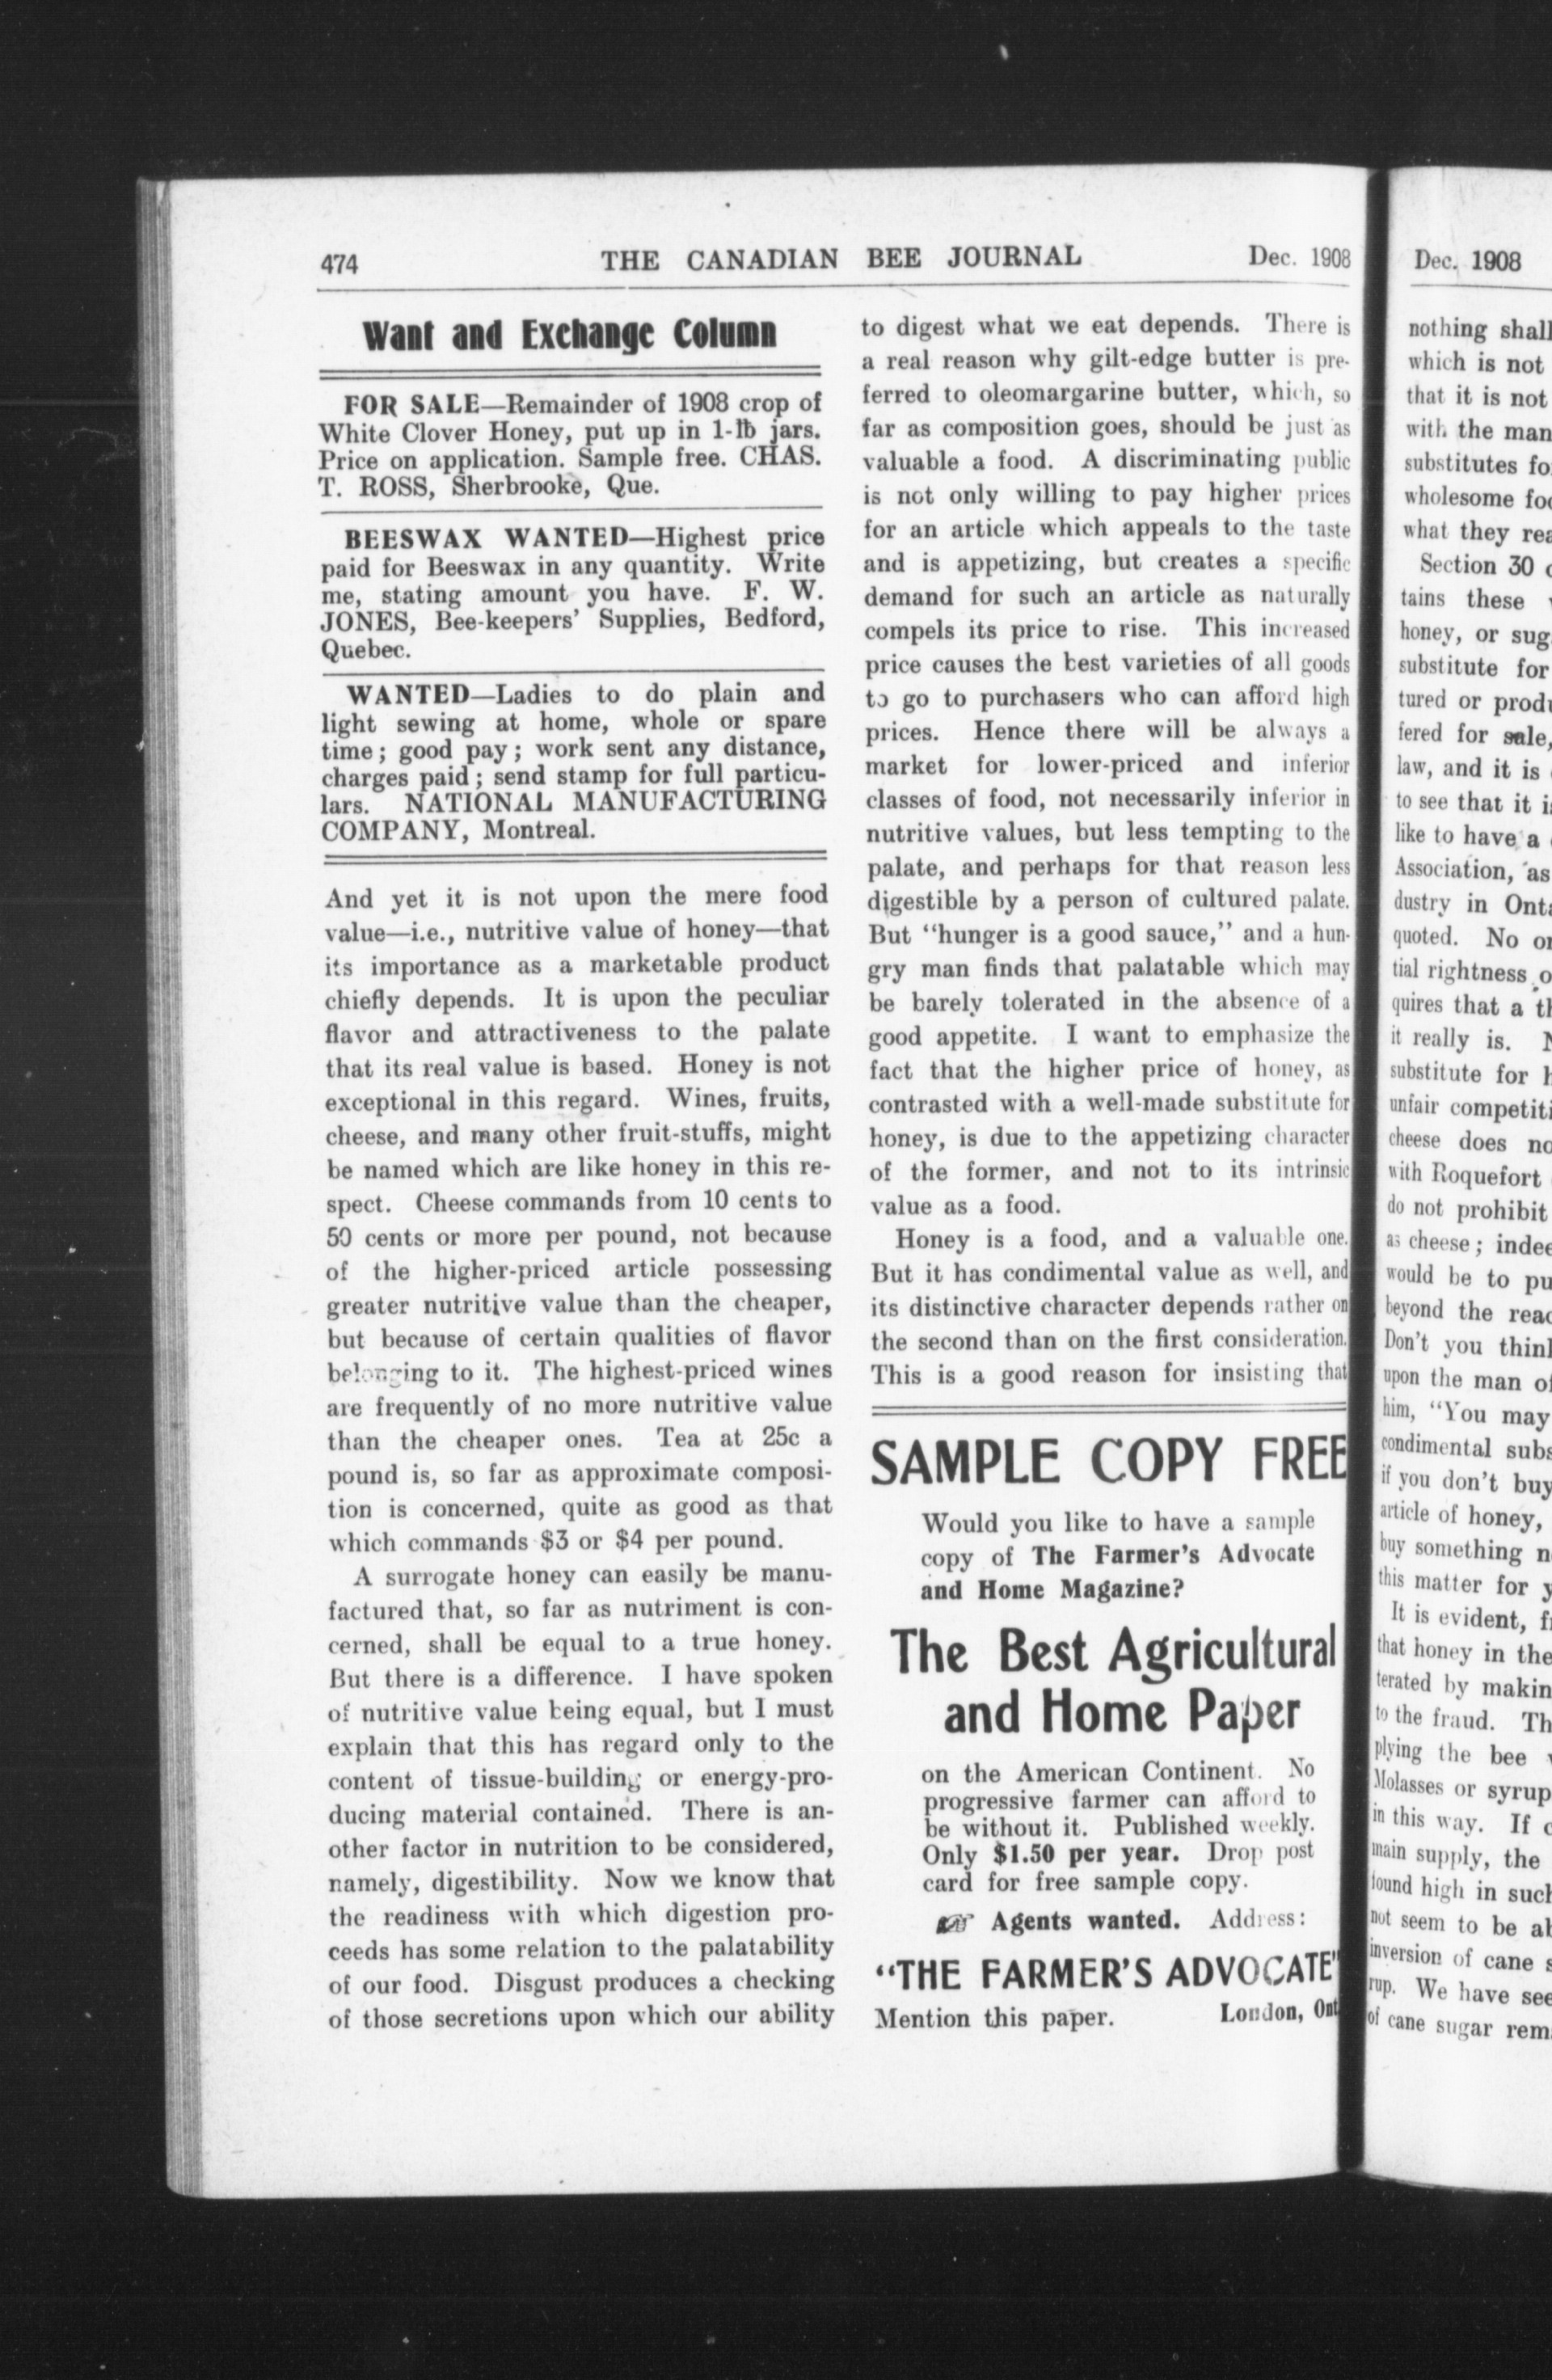 474 THE CANADIAN BEE JOURNAL Dec. 1908
Want and Exchange Column
FOR SALE—Remainder of 1908 crop of
White Clover Honey, put up in 1-lb jars.
Price on application. Sample free. CHAS.
T. ROSS, Sherbrooke, Que.
BEESWAX WANTED—Highest price
paid for Beeswax in any quantity. Write
me, stating amount you have. F. W.
JONES, Bee-keepers' Supplies, Bedford,
Quebec.
WANTED—Ladies to do plain and
light sewing at home, whole or spare
time; good pay; work sent any distance,
charges paid; send stamp for full particu-
lars. NATIONAL MANUFACTURING
COMPANY, Montreal.
And yet it is not upon the mere food
value—i.e., nutritive value of honey—that
its importance as a marketable product
chiefly depends. It is upon the peculiar
flavor and attractiveness to the palate
that its real value is based. Honey is not
exceptional in this regard. Wines, fruits,
cheese, and many other fruit-stuffs, might
be named which are like honey in this re-
spect. Cheese commands from 10 cents to
50 cents or more per pound, not because
of the higher-priced article possessing
greater nutritive value than the cheaper,
but because of certain qualities of flavor
belonging to it. The highest-priced wines
are frequently of no more nutritive value
than the cheaper ones. Tea at 25c a
pound is, so far as approximate composi-
tion is concerned, quite as good as that
which commands $3 or $4 per pound.
A surrogate honey can easily be manu-
factured that, so far as nutriment is con-
cerned, shall be equal to a true honey.
But there is a difference. I have spoken
of nutritive value being equal, but I must
explain that this has regard only to the
content of tissue-building or energy-pro-
ducing material contained. There is an-
other factor in nutrition to be considered,
namely, digestibility. Now we know that
the readiness with which digestion pro-
ceeds has some relation to the palatability
of our food. Disgust produces a checking
of those secretions upon which our ability
to digest what we eat depends. There is
a real reason why gilt-edge butter is pre-
ferred to oleomargarine butter, which, so
far as composition goes, should be just as
valuable a food. A discriminating public
is not only willing to pay higher prices
for an article which appeals to the taste
and is appetizing, but creates a specific
demand for such an article as naturally
compels its price to rise. This increased
price causes the best varieties of all goods
to go to purchasers who can afford high
prices. Hence there will be always a
market for lower-priced and inferior
classes of food, not necessarily inferior in
nutritive values, but less tempting to the
palate, and perhaps for that reason less
digestible by a person of cultured palate.
But "hunger is a good sauce," and a hun-
gry man finds that palatable which may
be barely tolerated in the absence of a
good appetite. I want to emphasize the
fact that the higher price of honey, as
contrasted with a well-made substitute for
honey, is due to the appetizing character
of the former, and not to its intrinsic
value as a food.
Honey is a food, and a valuable one.
But it has condimental value as well, and
its distinctive character depends rather on
the second than on the first consideration.
This is a good reason for insisting that
SAMPLE COPY FREE
Would you like to have a sample
copy of The Farmer's Advocate
and Home Magazine?
The Best Agricultural
and Home Paper
on the American Continent. No
progressive farmer can afford to
be without it. Published weekly.
Only $1.50 per year. Drop post
card for free sample copy.
☞ Agents wanted. Address:
"THE FARMER'S ADVOCATE"
Mention this paper. London, Ont
Dec. 1908
nothing shall
which is not
that it is not
with the man
substitutes fo
wholesome foo
what they rea
Section 30
tains these
honey, or sug
substitute for
tured or produ
fered for sale,
law, and it is
to see that it i
like to have a
Association, as
dustry in Onta
quoted. No or
tial rightness o
quires that a th
it really is.
substitute for h
unfair competiti
cheese does no
with Roquefort
do not prohibit
as cheese; indee
would be to pu
beyond the reac
Don't you think
upon the man of
him, "You may
condimental subs
if you don't buy
article of honey,
buy something n
this matter for y
It is evident, fr
that honey in the
terated by makin
to the fraud. Th
plying the bee
Molasses or syrup
in this way. If c
main supply, the
found high in such
not seem to be ab
inversion of cane s
rup. We have see
of cane sugar rem